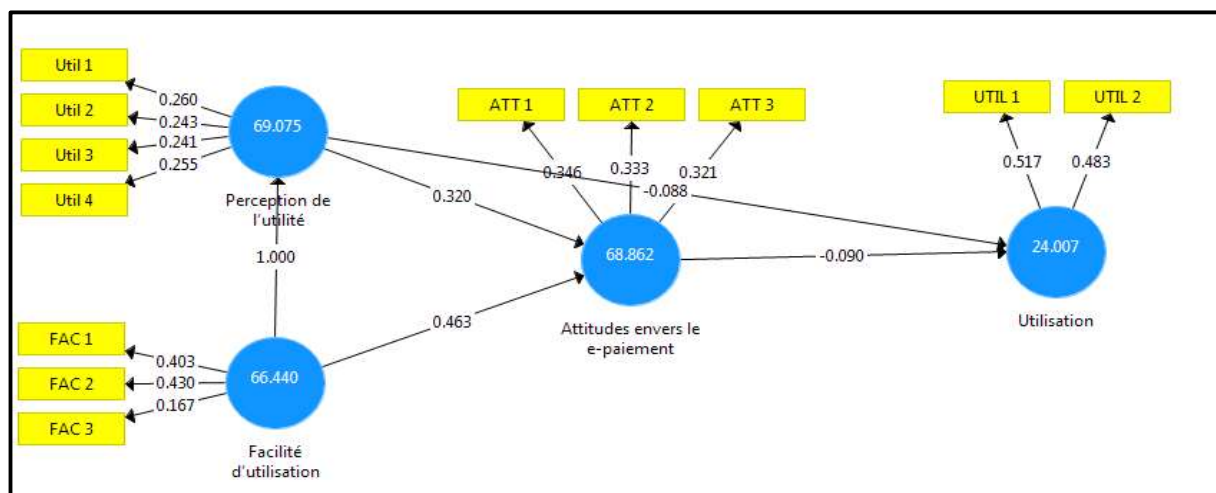 Util 1
Util 2
Util 3
Util 4
0.260
0.243
0.241
0.255
69.075
Perception de
l'utilité
ATT 1
ATT 2
ATT 3
0.346
0.333
0.321
UTIL 1
UTIL 2
0.517
0.483
-0.088
0.320
1.000
68.862
Attitudes envers le
e-paiement
-0.090
24.007
Utilisation
0.463
FAC 1
FAC 2
FAC 3
0.403
0.430
0.167
66.440
Facilité
d'utilisation